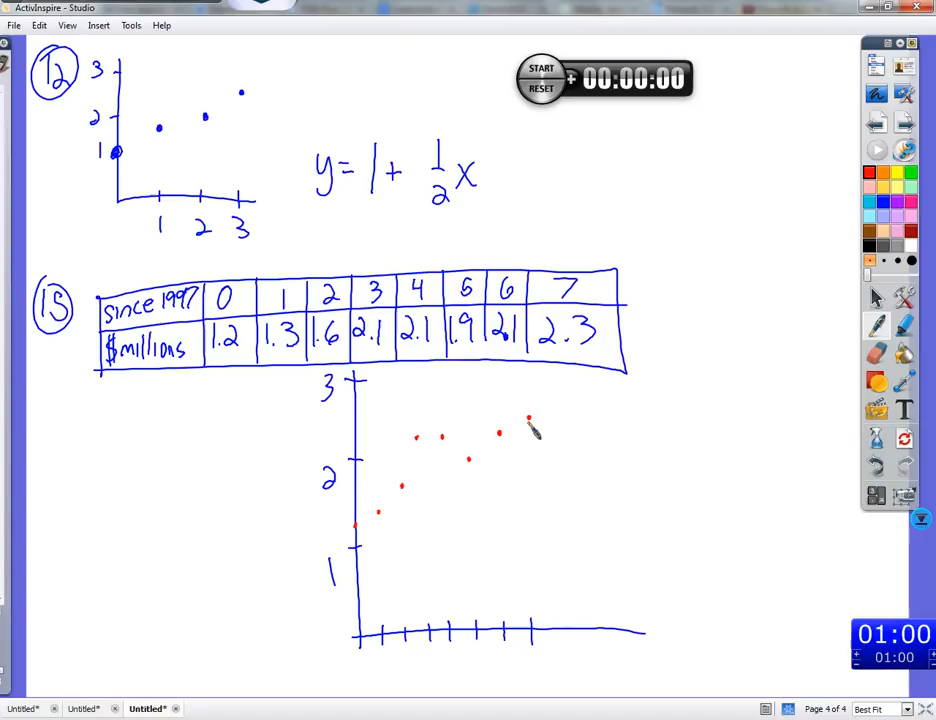 ActivInspire - Studio
File Edit View Insert Tools Help
12
3
2
1
1 2 3
y = 1 + 1/2 x
START
RESET
+ 00:00:00
15
since 1997 0 1 2 3 4 5 6 7
$millions 1.2 1.3 1.6 2.1 2.1 1.9 2.1 2.3
3
2
1
T
01:00
01:00
Untitled* Untitled* Untitled* Page 4 of 4 Best Fit